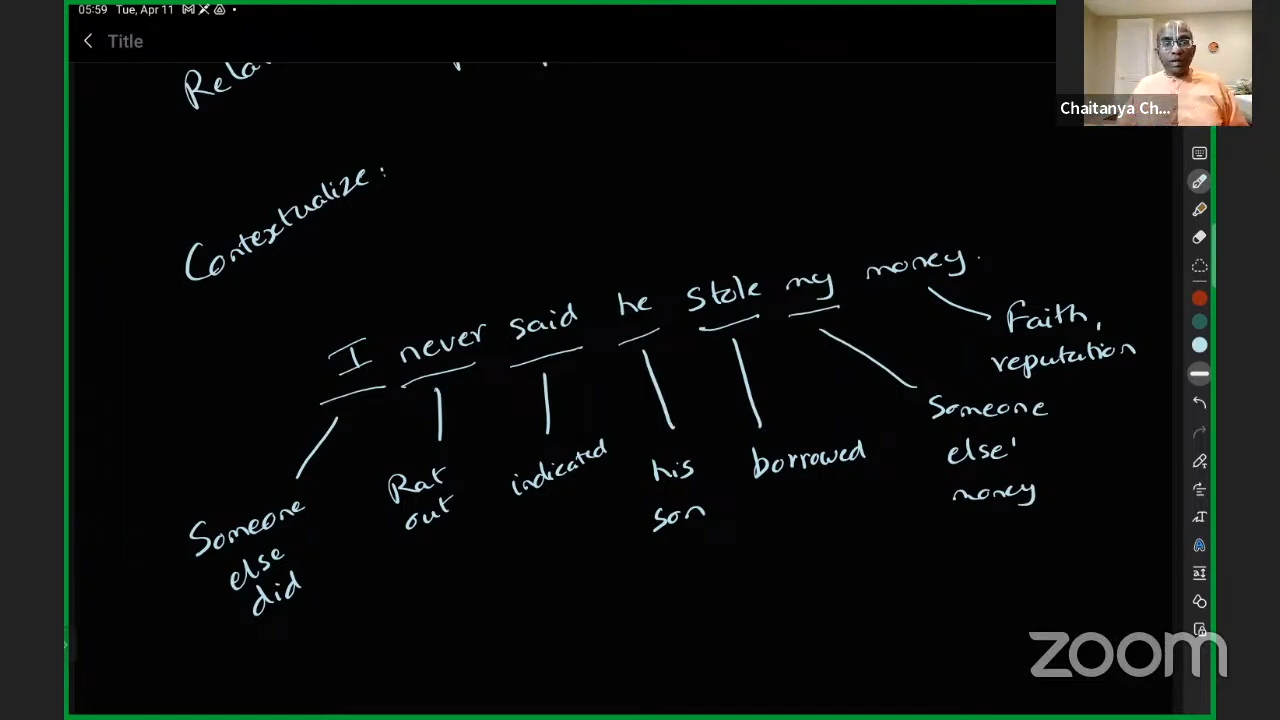 05:59 Tue, Apr 11
Title
Chaitanya Ch...
Rela
Contextualize:
I never said he stole my money.
Faith,
reputation
Someone
else'
money
borrowed
his
son
indicated
Rat
out
Someone
else
did
zoom